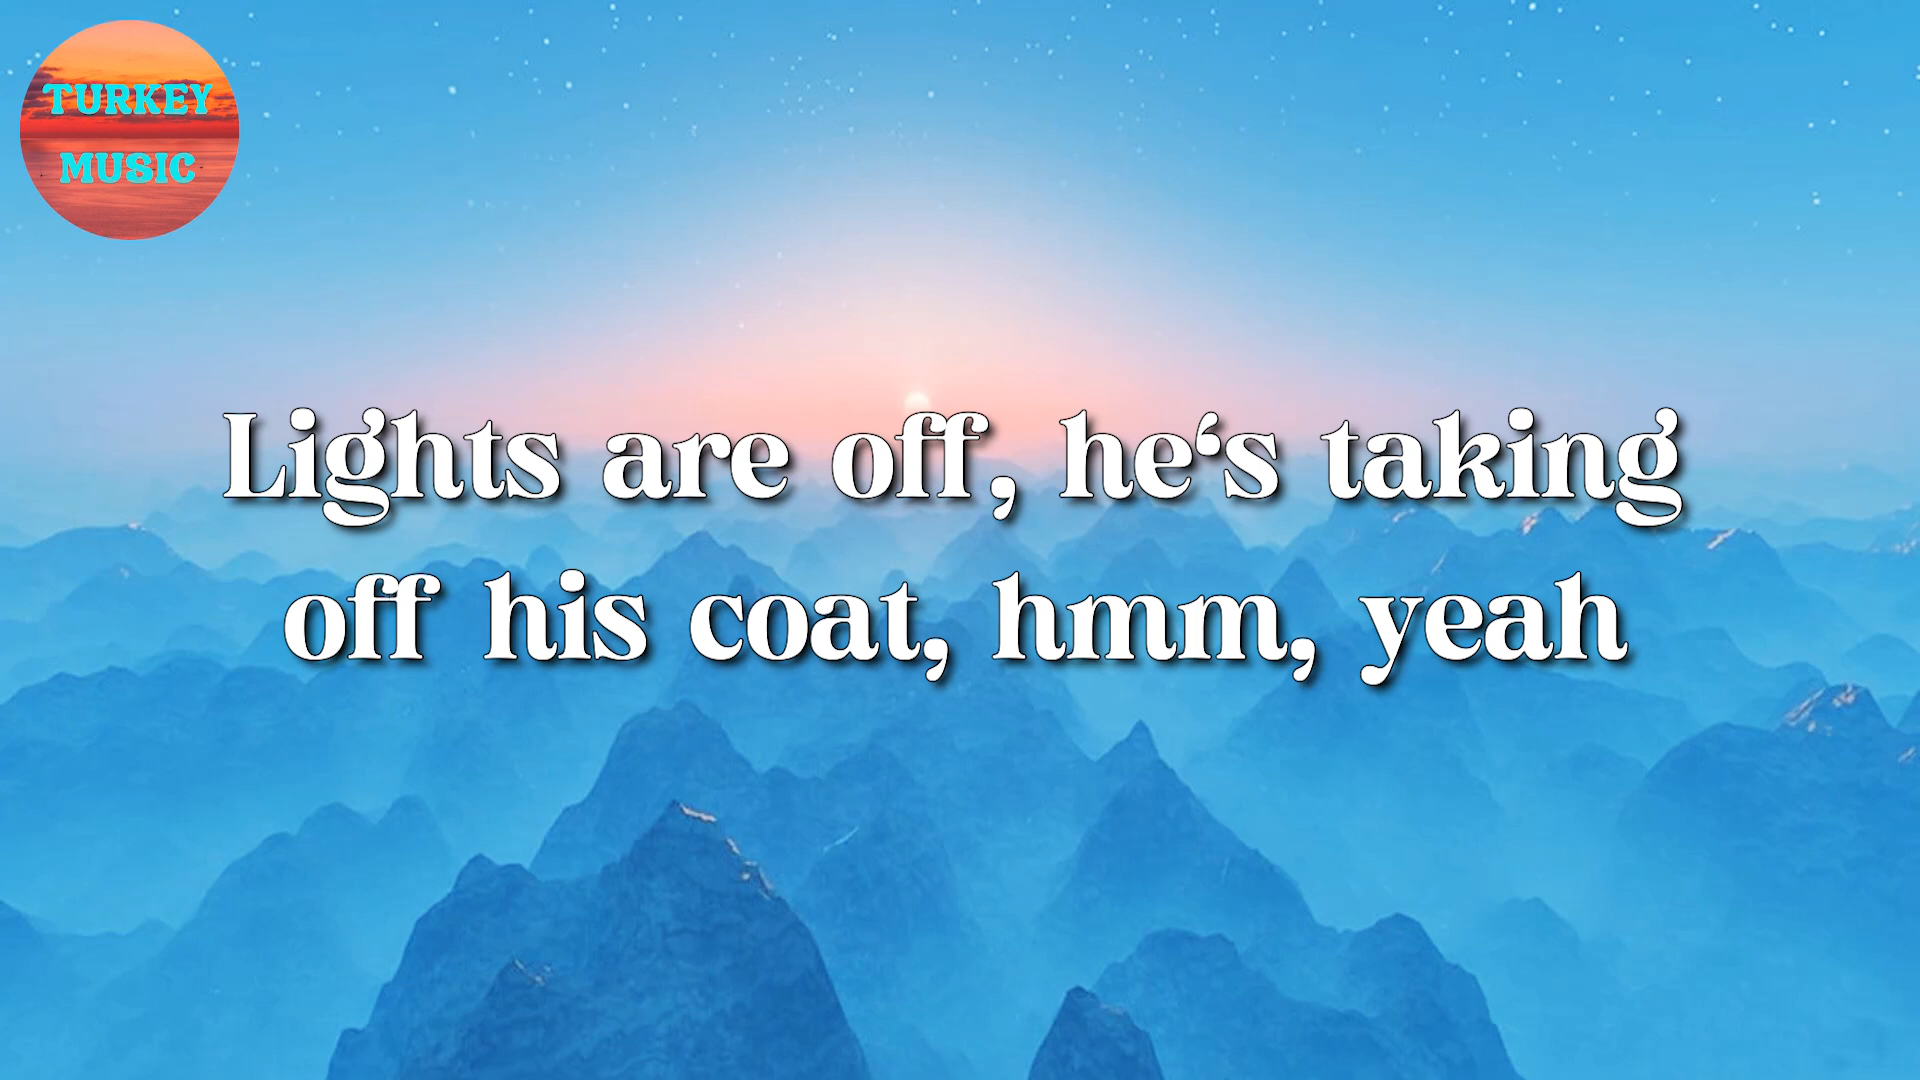 TURKEY
MUSIC
Lights are off, he‘s taking
off his coat, hmm, yeah